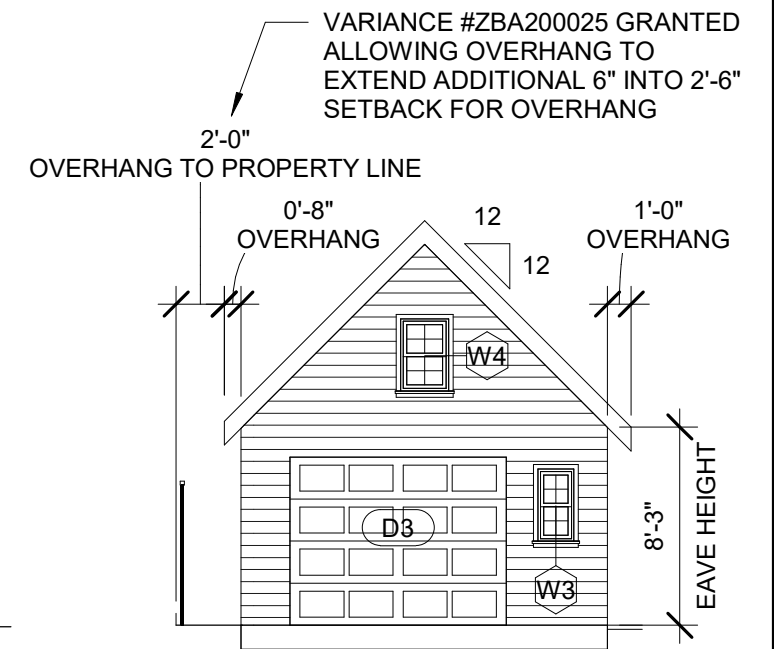 VARIANCE #ZBA200025 GRANTED
ALLOWING OVERHANG TO
EXTEND ADDITIONAL 6" INTO 2'-6"
SETBACK FOR OVERHANG
2'-0"
OVERHANG TO PROPERTY LINE
0'-8"
OVERHANG
12
12
1'-0"
OVERHANG
W4
D3
W3
8'-3"
EAVE HEIGHT